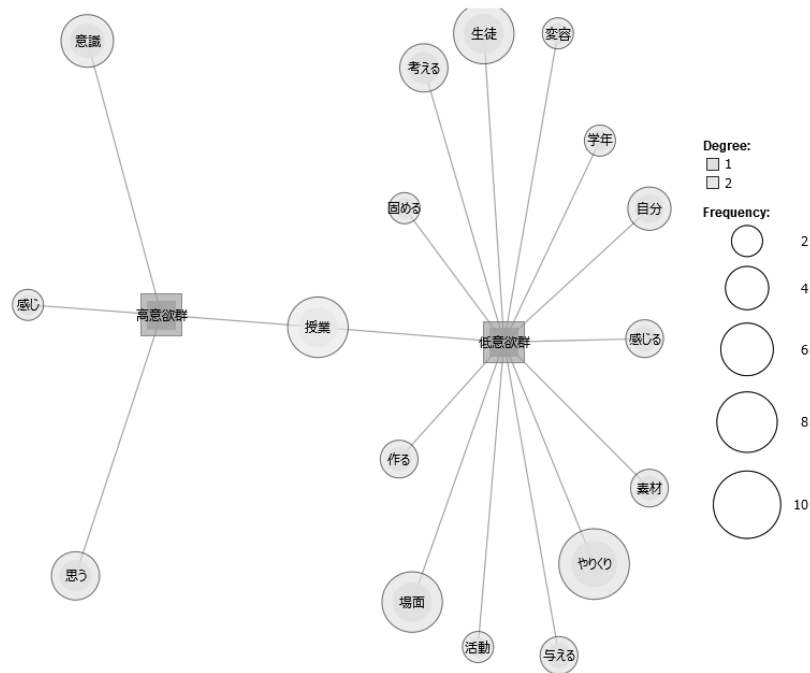 意識
生徒
変容
考える
学年
自分
固める
感じ
高意欲群
授業
低意欲群
感じる
作る
素材
やりくり
思う
場面
活動
与える
Degree:
1
2
Frequency:
2
4
6
8
10